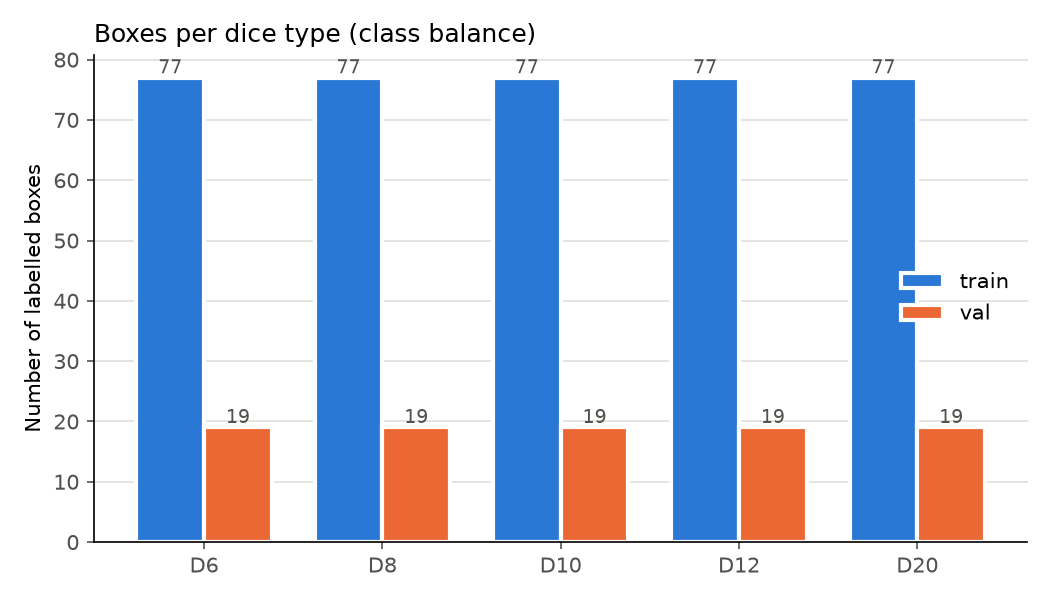 Boxes per dice type (class balance)
Number of labelled boxes
80
70
60
50
40
30
20
10
0
77
77
77
77
77
19
19
19
19
19
train
val
D6
D8
D10
D12
D20